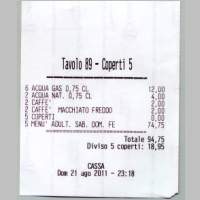 Tavolo 89 - Coperti 5
6 ACQUA GAS 0,75 CL 12,00
2 ACQUA NAT. 0,75 CL 4,00
2 CAFFE' 2,00
2 CAFFE' MACCHIATO FREDDO 2,00
5 COPERTI 0,00
5 MENU' ADULT. SAB. DOM. FE 74,75
Totale 94,75
Diviso 5 coperti: 18,95
CASSA
Dom 21 ago 2011 - 23:18